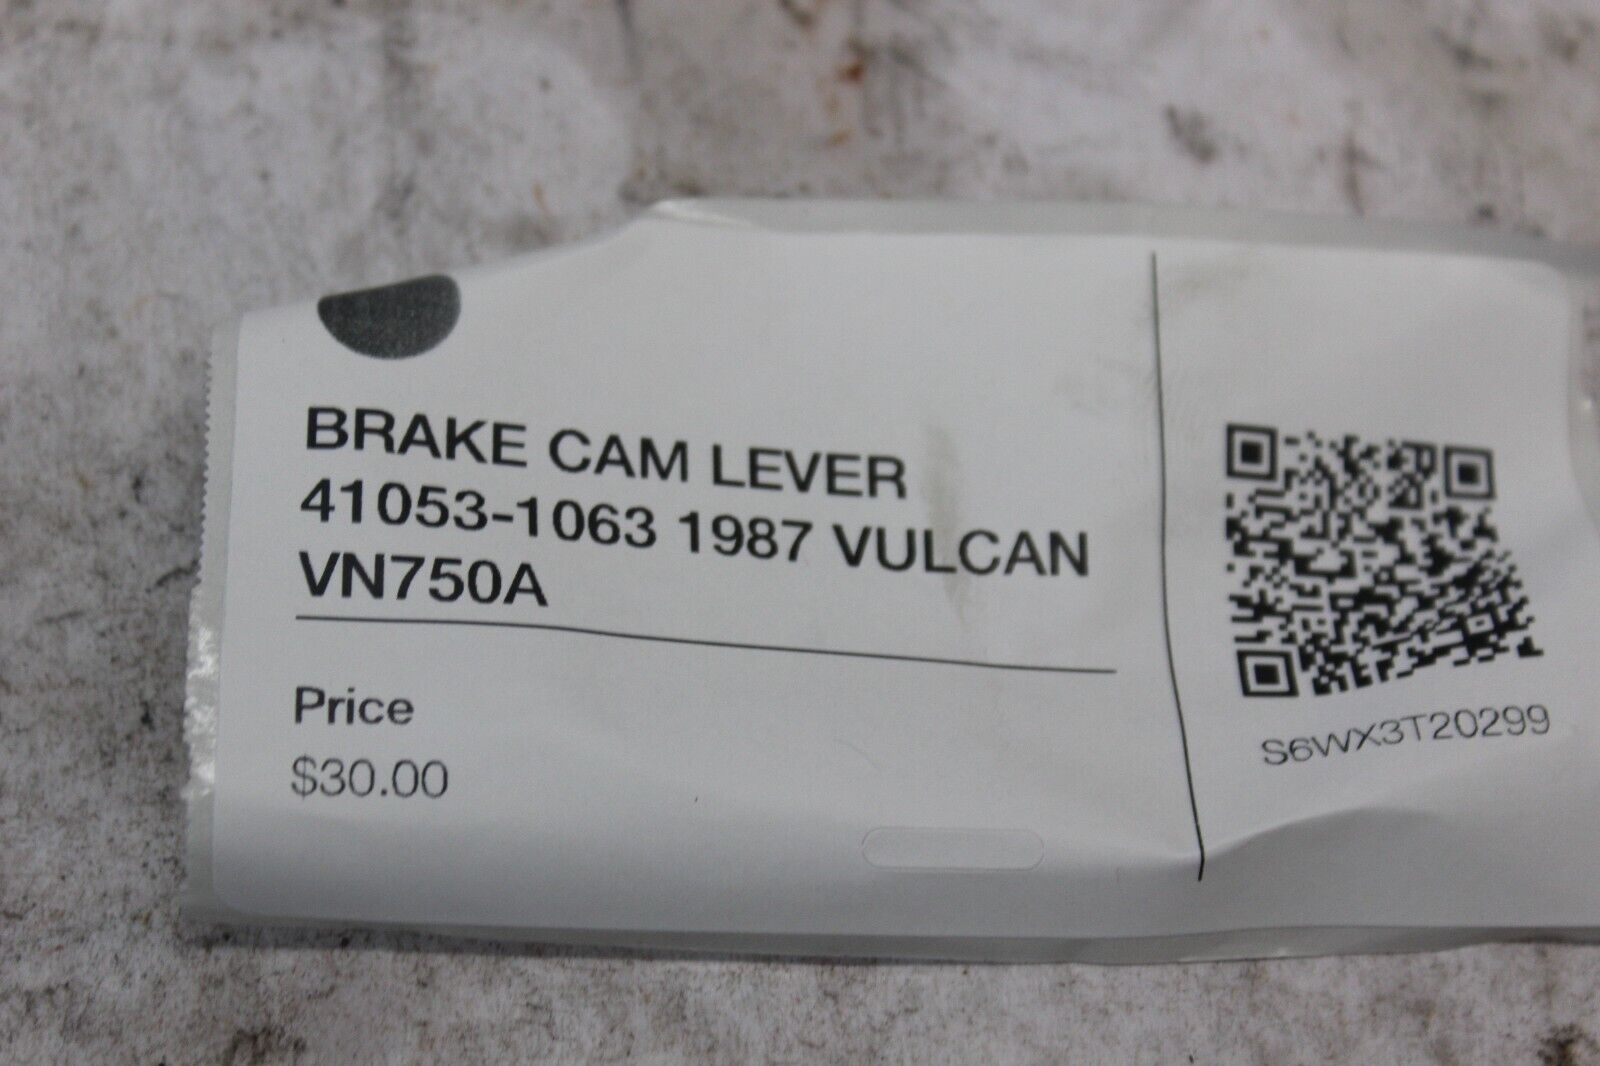 BRAKE CAM LEVER
41053-1063 1987 VULCAN
VN750A
Price
$30.00
S6WX3T20299